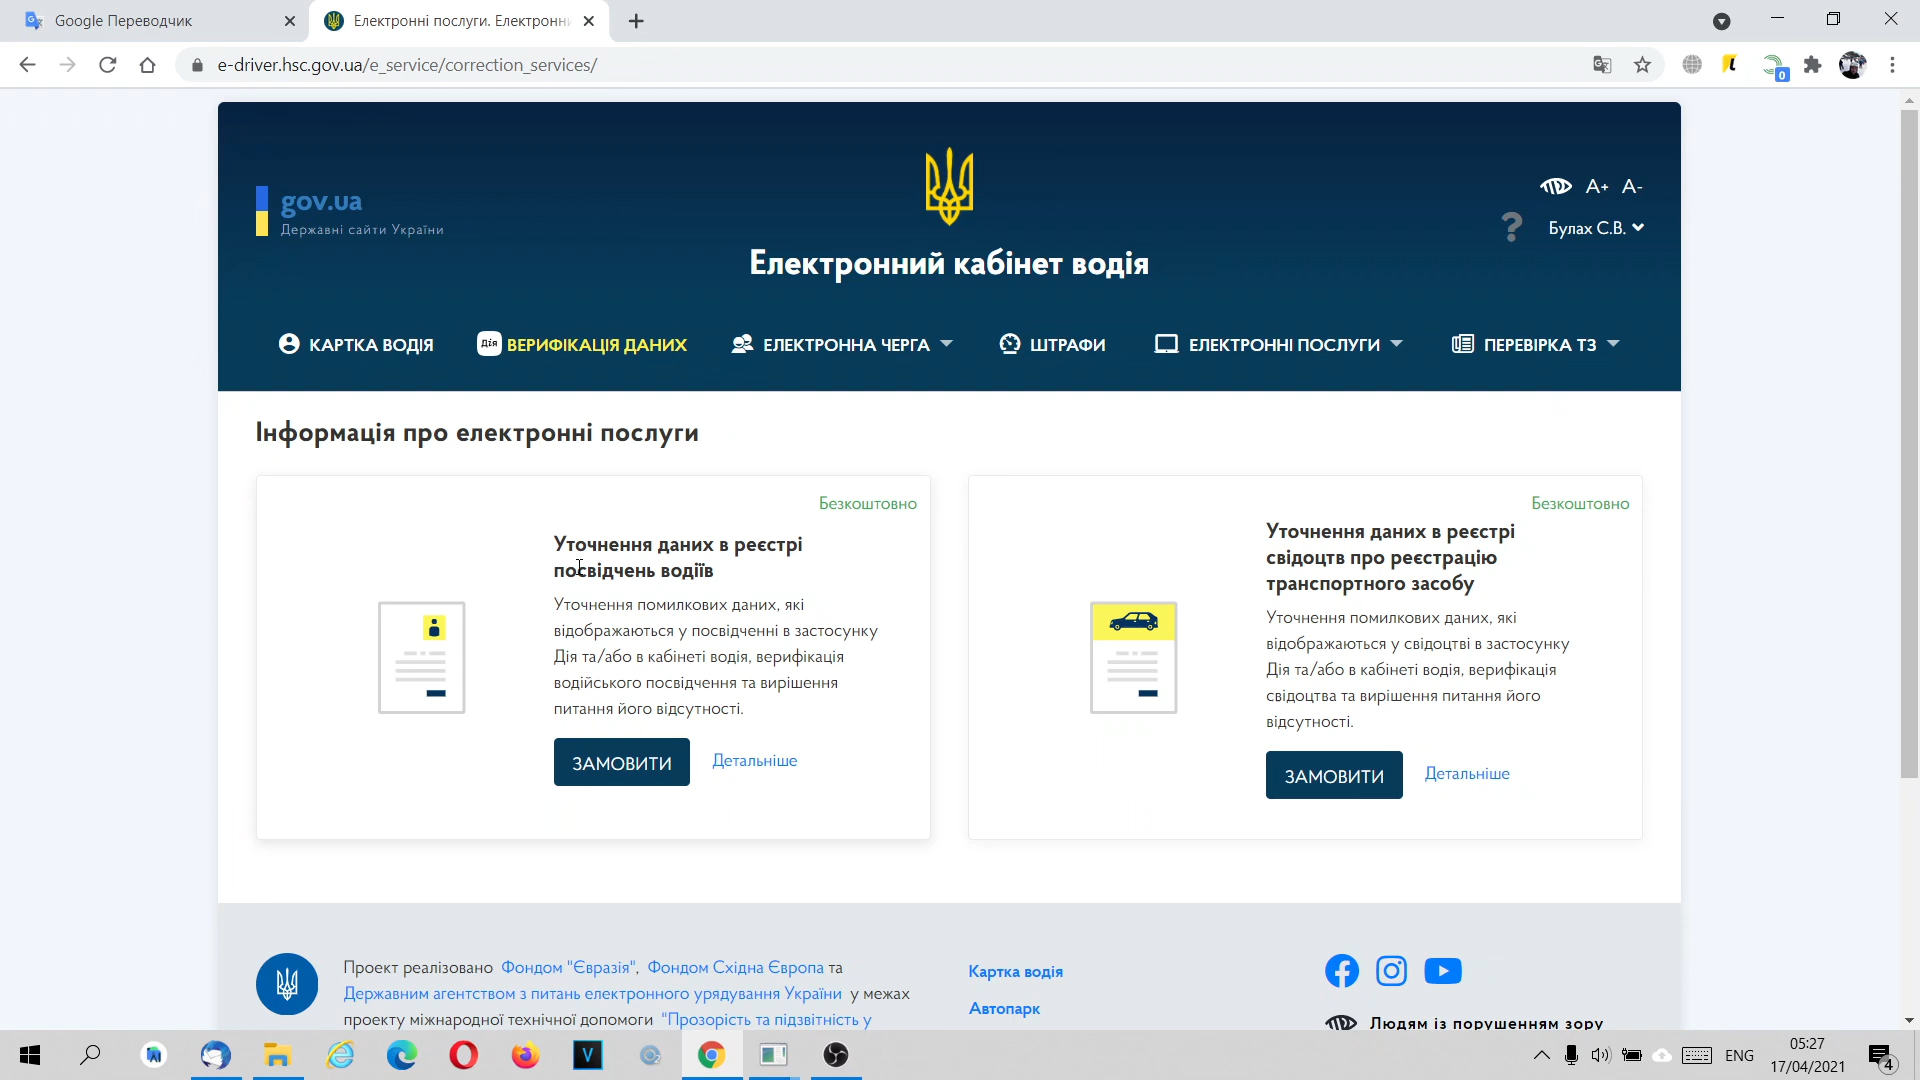 Google Переводчик
Електронні послуги. Електронн
e-driver.hsc.gov.ua/e_service/correction_services/
0
gov.ua
Державні сайти України
A+ A-
? Булах С.В.
Електронний кабінет водія
КАРТКА ВОДІЯ
Дія ВЕРИФІКАЦІЯ ДАНИХ
ЕЛЕКТРОННА ЧЕРГА
ШТРАФИ
ЕЛЕКТРОННІ ПОСЛУГИ
ПЕРЕВІРКА ТЗ
Інформація про електронні послуги
Безкоштовно
Уточнення даних в реєстрі
посвідчень водіїв
Уточнення помилкових даних, які
відображаються у посвідченні в застосунку
Дія та/або в кабінеті водія, верифікація
водійського посвідчення та вирішення
питання його відсутності.
ЗАМОВИТИ
Детальніше
Безкоштовно
Уточнення даних в реєстрі
свідоцтв про реєстрацію
транспортного засобу
Уточнення помилкових даних, які
відображаються у свідоцтві в застосунку
Дія та/або в кабінеті водія, верифікація
свідоцтва та вирішення питання його
відсутності.
ЗАМОВИТИ
Детальніше
Проект реалізовано Фондом "Євразія", Фондом Східна Європа та
Державним агентством з питань електронного урядування України у межах
проекту міжнародної технічної допомоги "Прозорість та підзвітність у
Картка водія
Автопарк
Людям із порушенням зору
V
ENG
05:27
17/04/2021
4